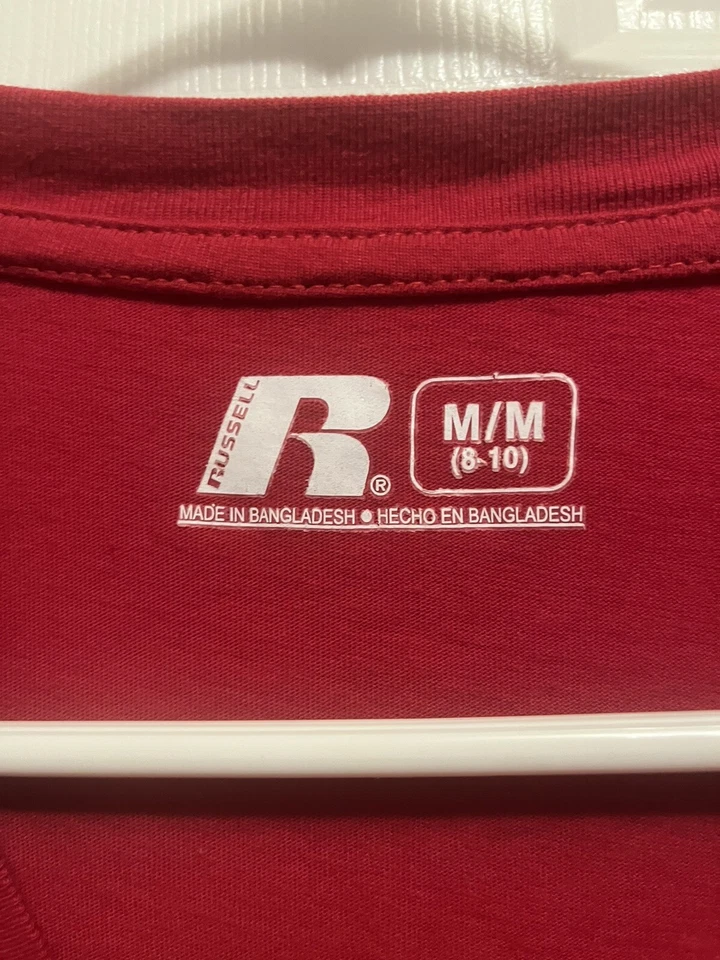 RUSSELL
R®
M/M
(8-10)
MADE IN BANGLADESH ● HECHO EN BANGLADESH